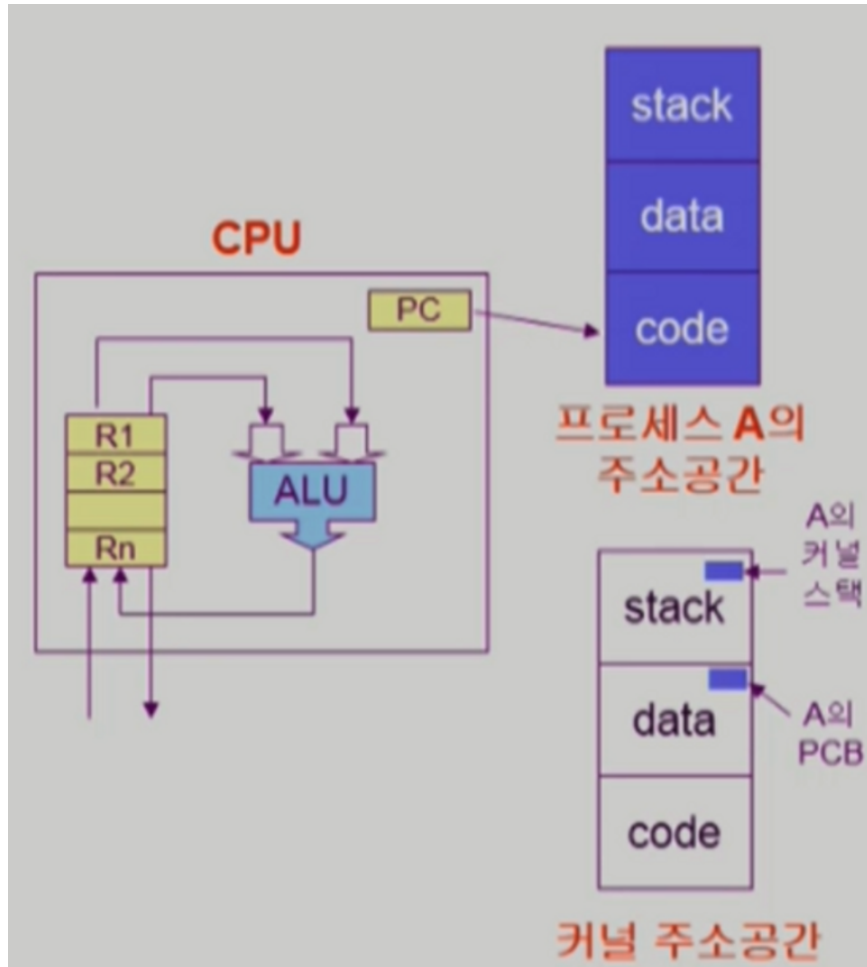 stack
data
code
프로세스 A의
주소공간
CPU
PC
R1
R2
Rn
ALU
A의
커널
스택
stack
data
code
A의
PCB
커널 주소공간